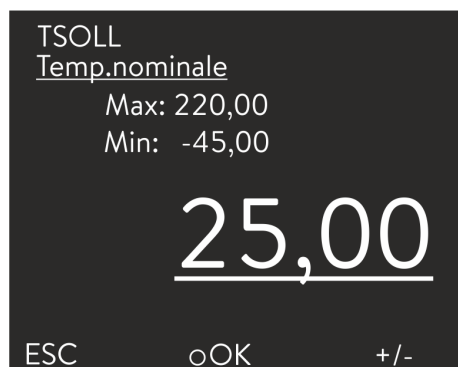 TSOLL
Temp.nominale
Max: 220,00
Min: -45,00
25,00
ESC ○OK +/-